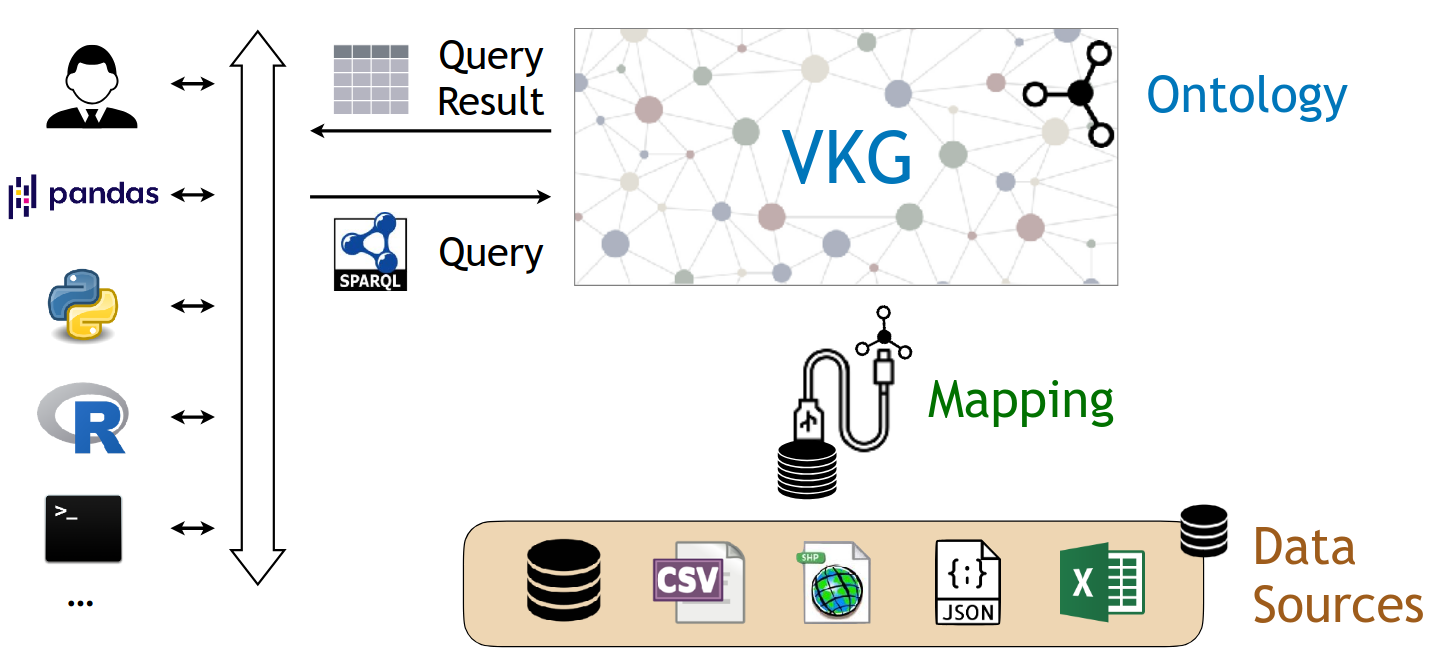 Query
Result
VKG
Ontology
pandas
Query
SPARQL
R
Mapping
>_
...
CSV
SHP
{;}
JSON
X
Data
Sources